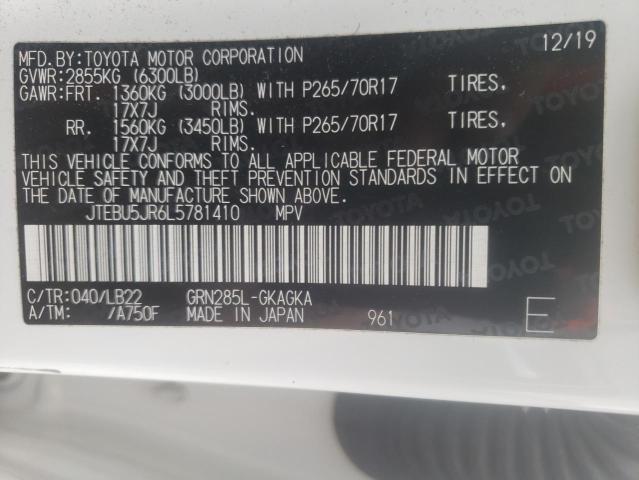 MFD.BY:TOYOTA MOTOR CORPORATION 12/19
GVWR:2855KG (6300LB)
GAWR:FRT. 1360KG (3000LB) WITH P265/70R17 TIRES,
17X7J RIMS.
RR. 1560KG (3450LB) WITH P265/70R17 TIRES,
17X7J RIMS.
THIS VEHICLE CONFORMS TO ALL APPLICABLE FEDERAL MOTOR
VEHICLE SAFETY AND THEFT PREVENTION STANDARDS IN EFFECT ON
THE DATE OF MANUFACTURE SHOWN ABOVE.
JTEBU5JR6L5781410 MPV
C/TR:040/LB22 GRN285L-GKAGKA
A/TM: /A750F MADE IN JAPAN 961 E